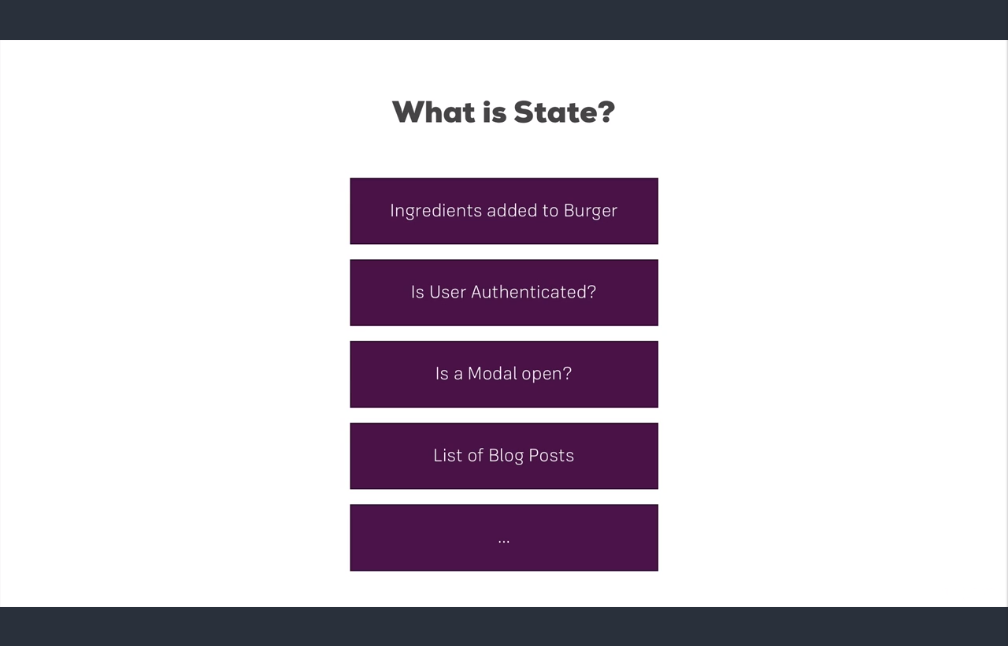 What is State?
Ingredients added to Burger
Is User Authenticated?
Is a Modal open?
List of Blog Posts
...